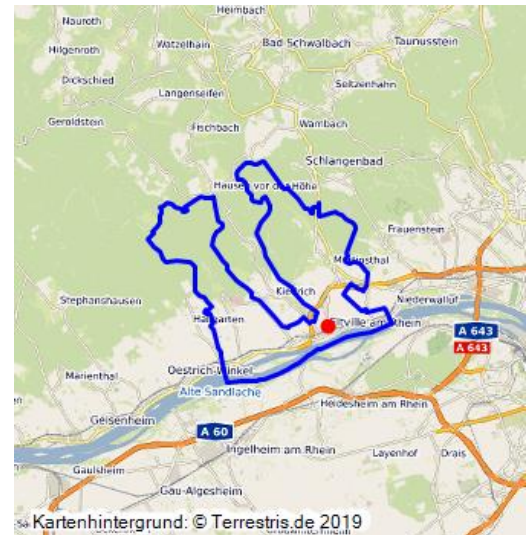 Heimbach
Nauroth
Watzelhain
Bad Schwalbach
Taunusstein
Hilgenroth
Dickschied
Seitzenhahn
Langenseifen
Geroldstein
Fischbach
Wambach
Schlangenbad
Hausen vor der Höhe
Frauenstein
Kiedrich
Niederwalluf
Stephanshausen
Eltville am Rhein
A 643
A 643
Oestrich-Winkel
Marienthal
Alte Sandlache
Heidesheim am Rhein
Geisenheim
A 60
Ingelheim am Rhein
Layenhof
Drais
Gaulsheim
Gau-Algesheim
Kartenhintergrund: © Terrestris.de 2019